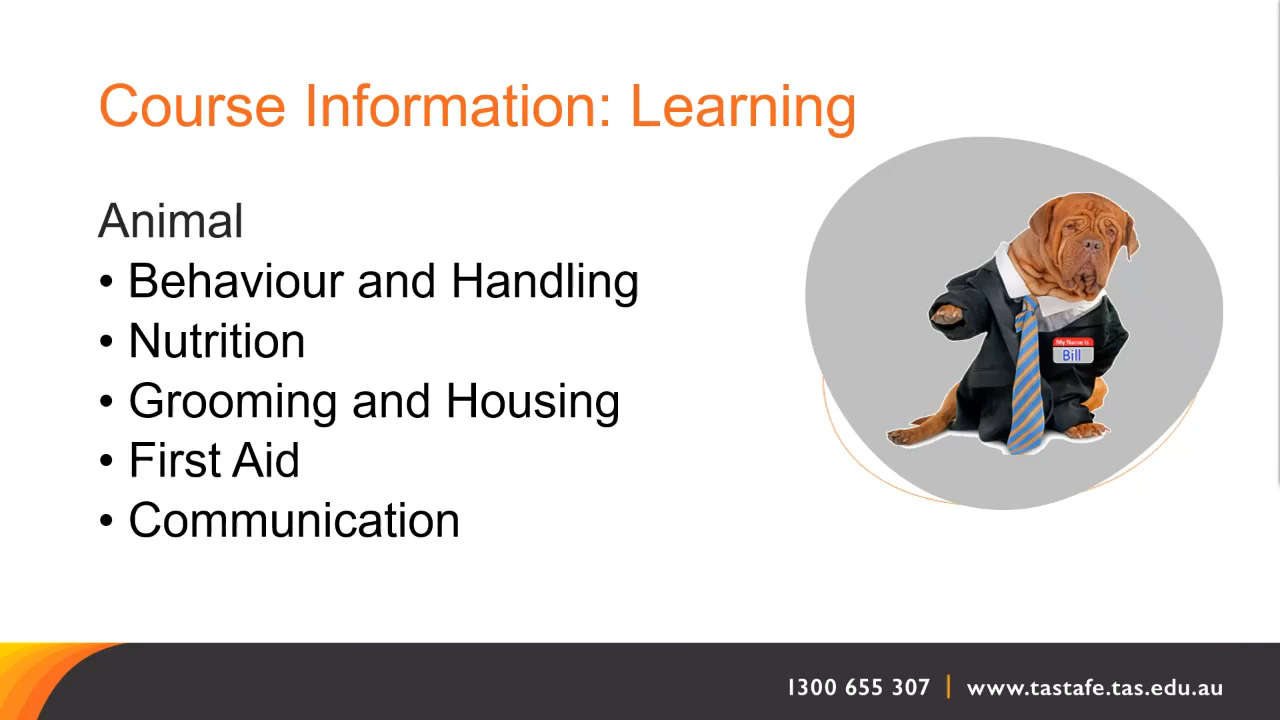 Course Information: Learning
Animal
• Behaviour and Handling
• Nutrition
• Grooming and Housing
• First Aid
• Communication
My Name Is
Bill
1300 655 307 | www.tastafe.tas.edu.au